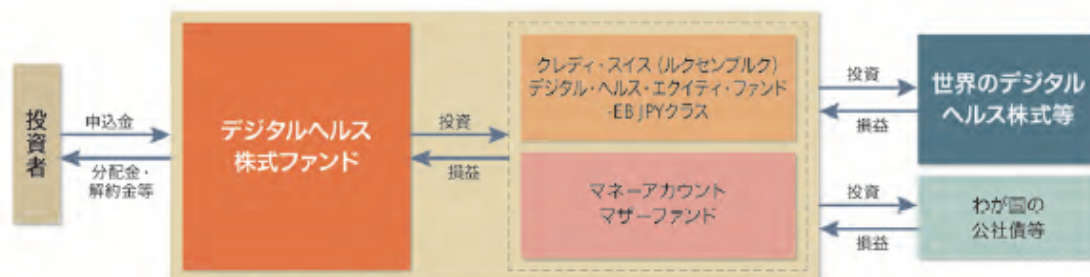 投資者
申込金
分配金・
解約金等
デジタルヘルス
株式ファンド
投資
損益
クレディ・スイス(ルクセンブルク)
デジタル・ヘルス・エクイティ・ファンド
-EB JPYクラス
マネーアカウント
マザーファンド
投資
損益
世界のデジタル
ヘルス株式等
投資
損益
わが国の
公社債等